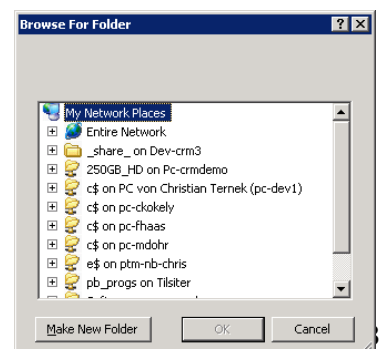 Browse For Folder
My Network Places
Entire Network
_share_ on Dev-crm3
250GB_HD on Pc-crmdemo
c$ on PC von Christian Ternek (pc-dev1)
c$ on pc-ckokely
c$ on pc-fhaas
c$ on pc-mdohr
e$ on ptm-nb-chris
pb_progs on Tilsiter
Make New Folder
OK
Cancel